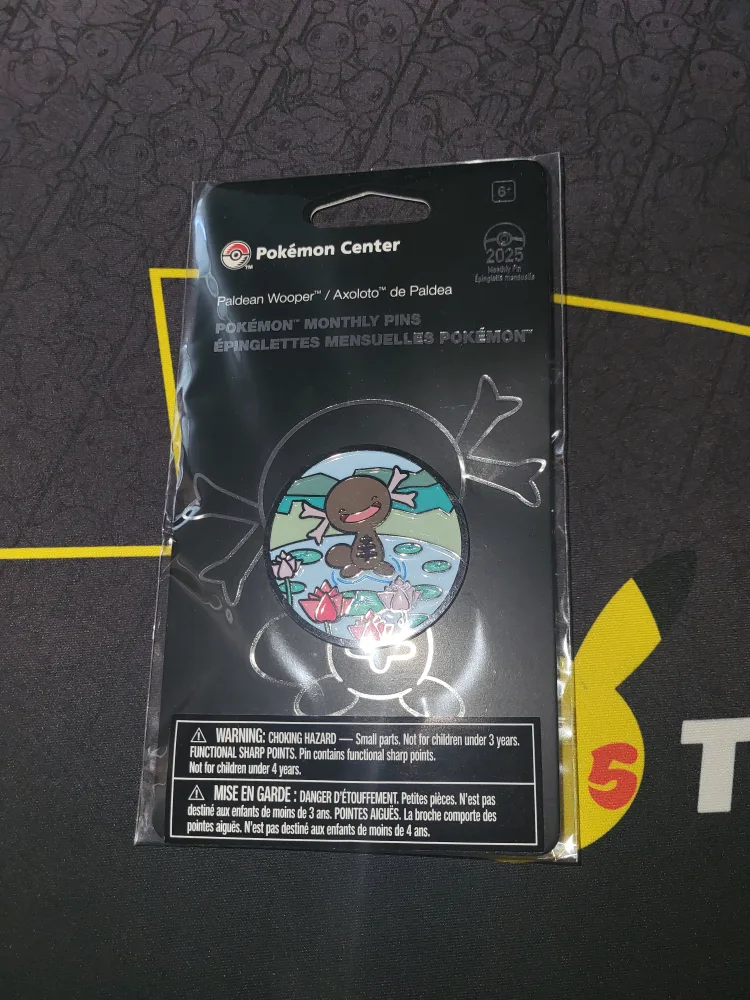 6+
Pokémon Center™
2025
Monthly Pin
Épinglette mensuelle
Paldean Wooper™ / Axoloto™ de Paldea
POKÉMON™ MONTHLY PINS
ÉPINGLETTES MENSUELLES POKÉMON™
⚠ WARNING: CHOKING HAZARD — Small parts. Not for children under 3 years.
FUNCTIONAL SHARP POINTS. Pin contains functional sharp points.
Not for children under 4 years.
⚠ MISE EN GARDE : DANGER D'ÉTOUFFEMENT. Petites pièces. N'est pas
destiné aux enfants de moins de 3 ans. POINTES AIGUËS. La broche comporte des
pointes aiguës. N'est pas destiné aux enfants de moins de 4 ans.
5
T